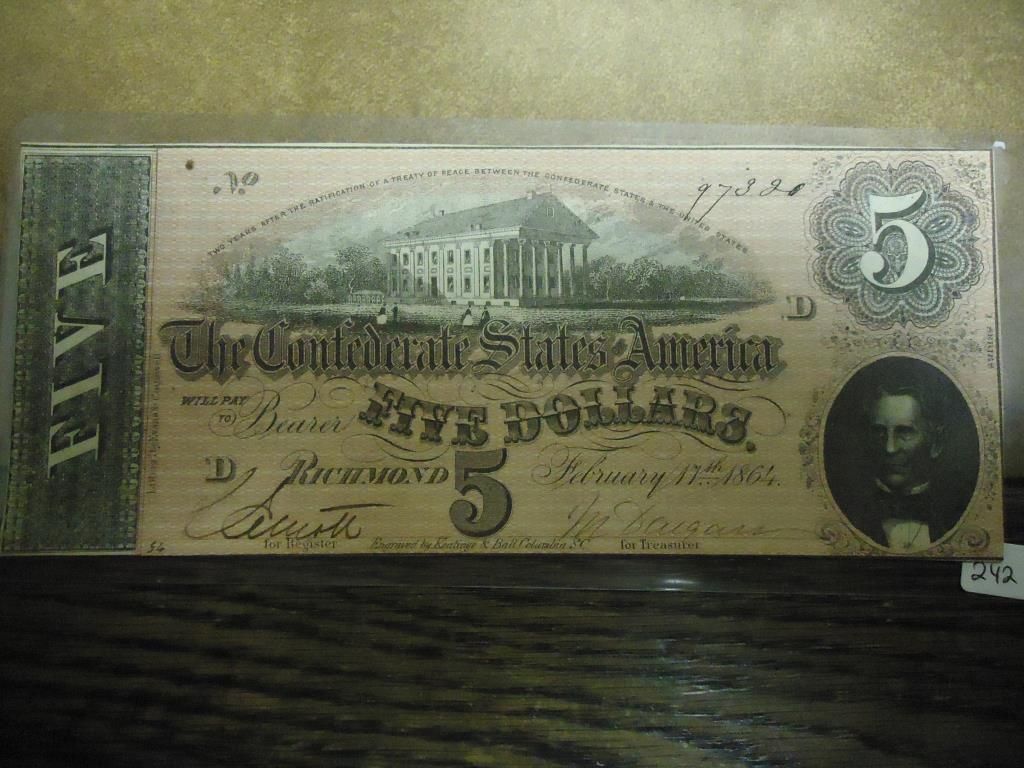 No
97320
TWO YEARS AFTER THE RATIFICATION OF A TREATY OF PEACE BETWEEN THE CONFEDERATE STATES & THE UNITED STATES
5
D
FIVE
The Confederate States of America
WILL PAY
TO
Bearer
FIVE DOLLARS.
D
RICHMOND
5
February 17th 1864.
54
for Register
Engraved by Keatinge & Ball Columbia S.C.
for Treasurer
242